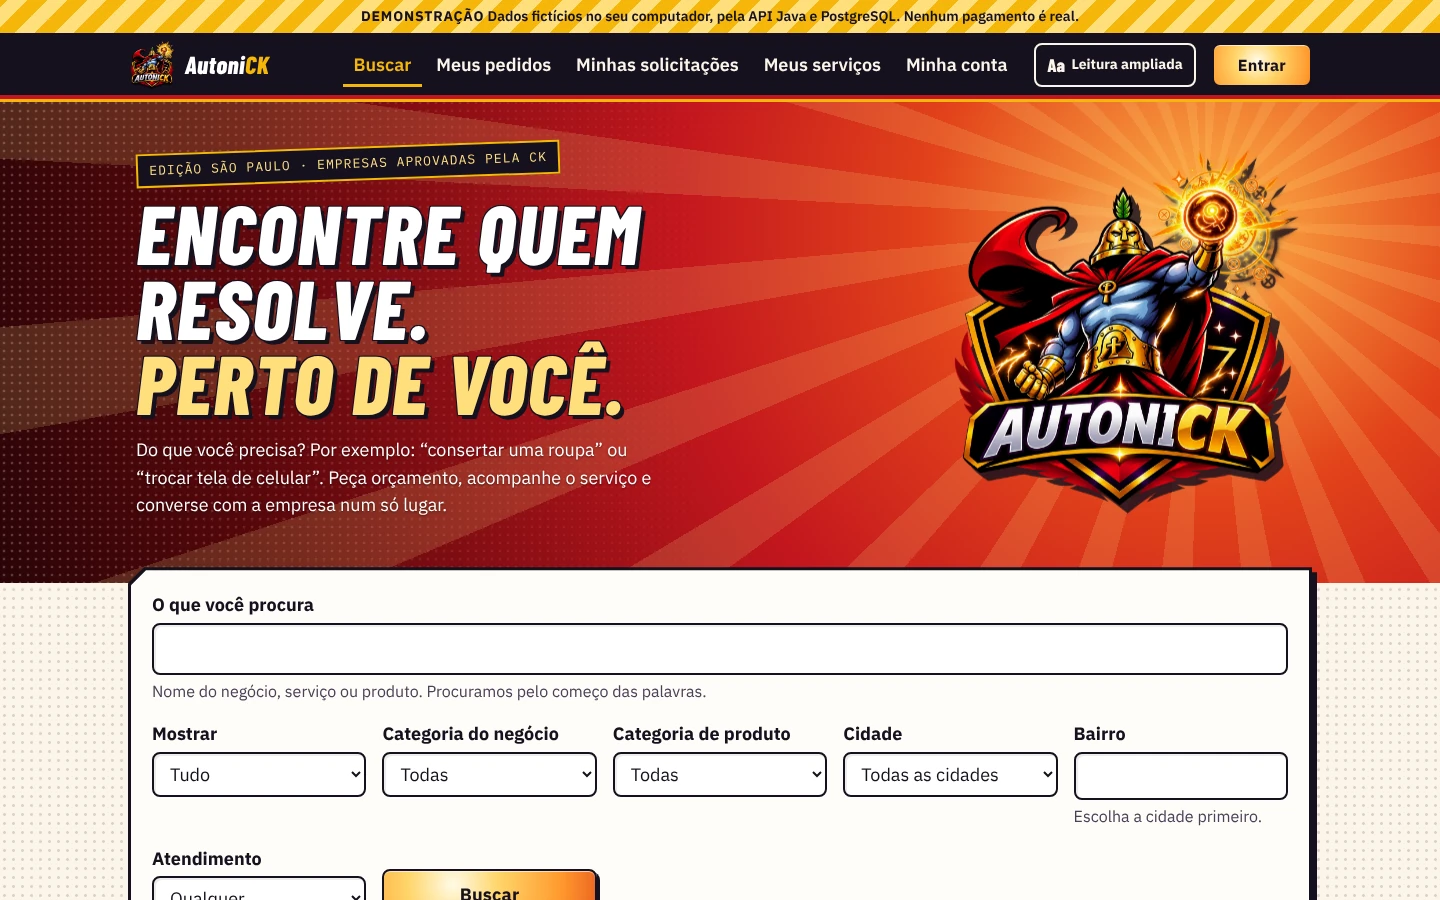 DEMONSTRAÇÃO Dados fictícios no seu computador, pela API Java e PostgreSQL. Nenhum pagamento é real.
AUTONICK AutoniCK Buscar Meus pedidos Minhas solicitações Meus serviços Minha conta Aa Leitura ampliada Entrar
EDIÇÃO SÃO PAULO · EMPRESAS APROVADAS PELA CK
ENCONTRE QUEM
RESOLVE.
PERTO DE VOCÊ.
Do que você precisa? Por exemplo: “consertar uma roupa” ou
“trocar tela de celular”. Peça orçamento, acompanhe o serviço e
converse com a empresa num só lugar.
AUTONICK
O que você procura
Nome do negócio, serviço ou produto. Procuramos pelo começo das palavras.
Mostrar Categoria do negócio Categoria de produto Cidade Bairro
Tudo Todas Todas Todas as cidades
Escolha a cidade primeiro.
Atendimento
Qualquer Buscar